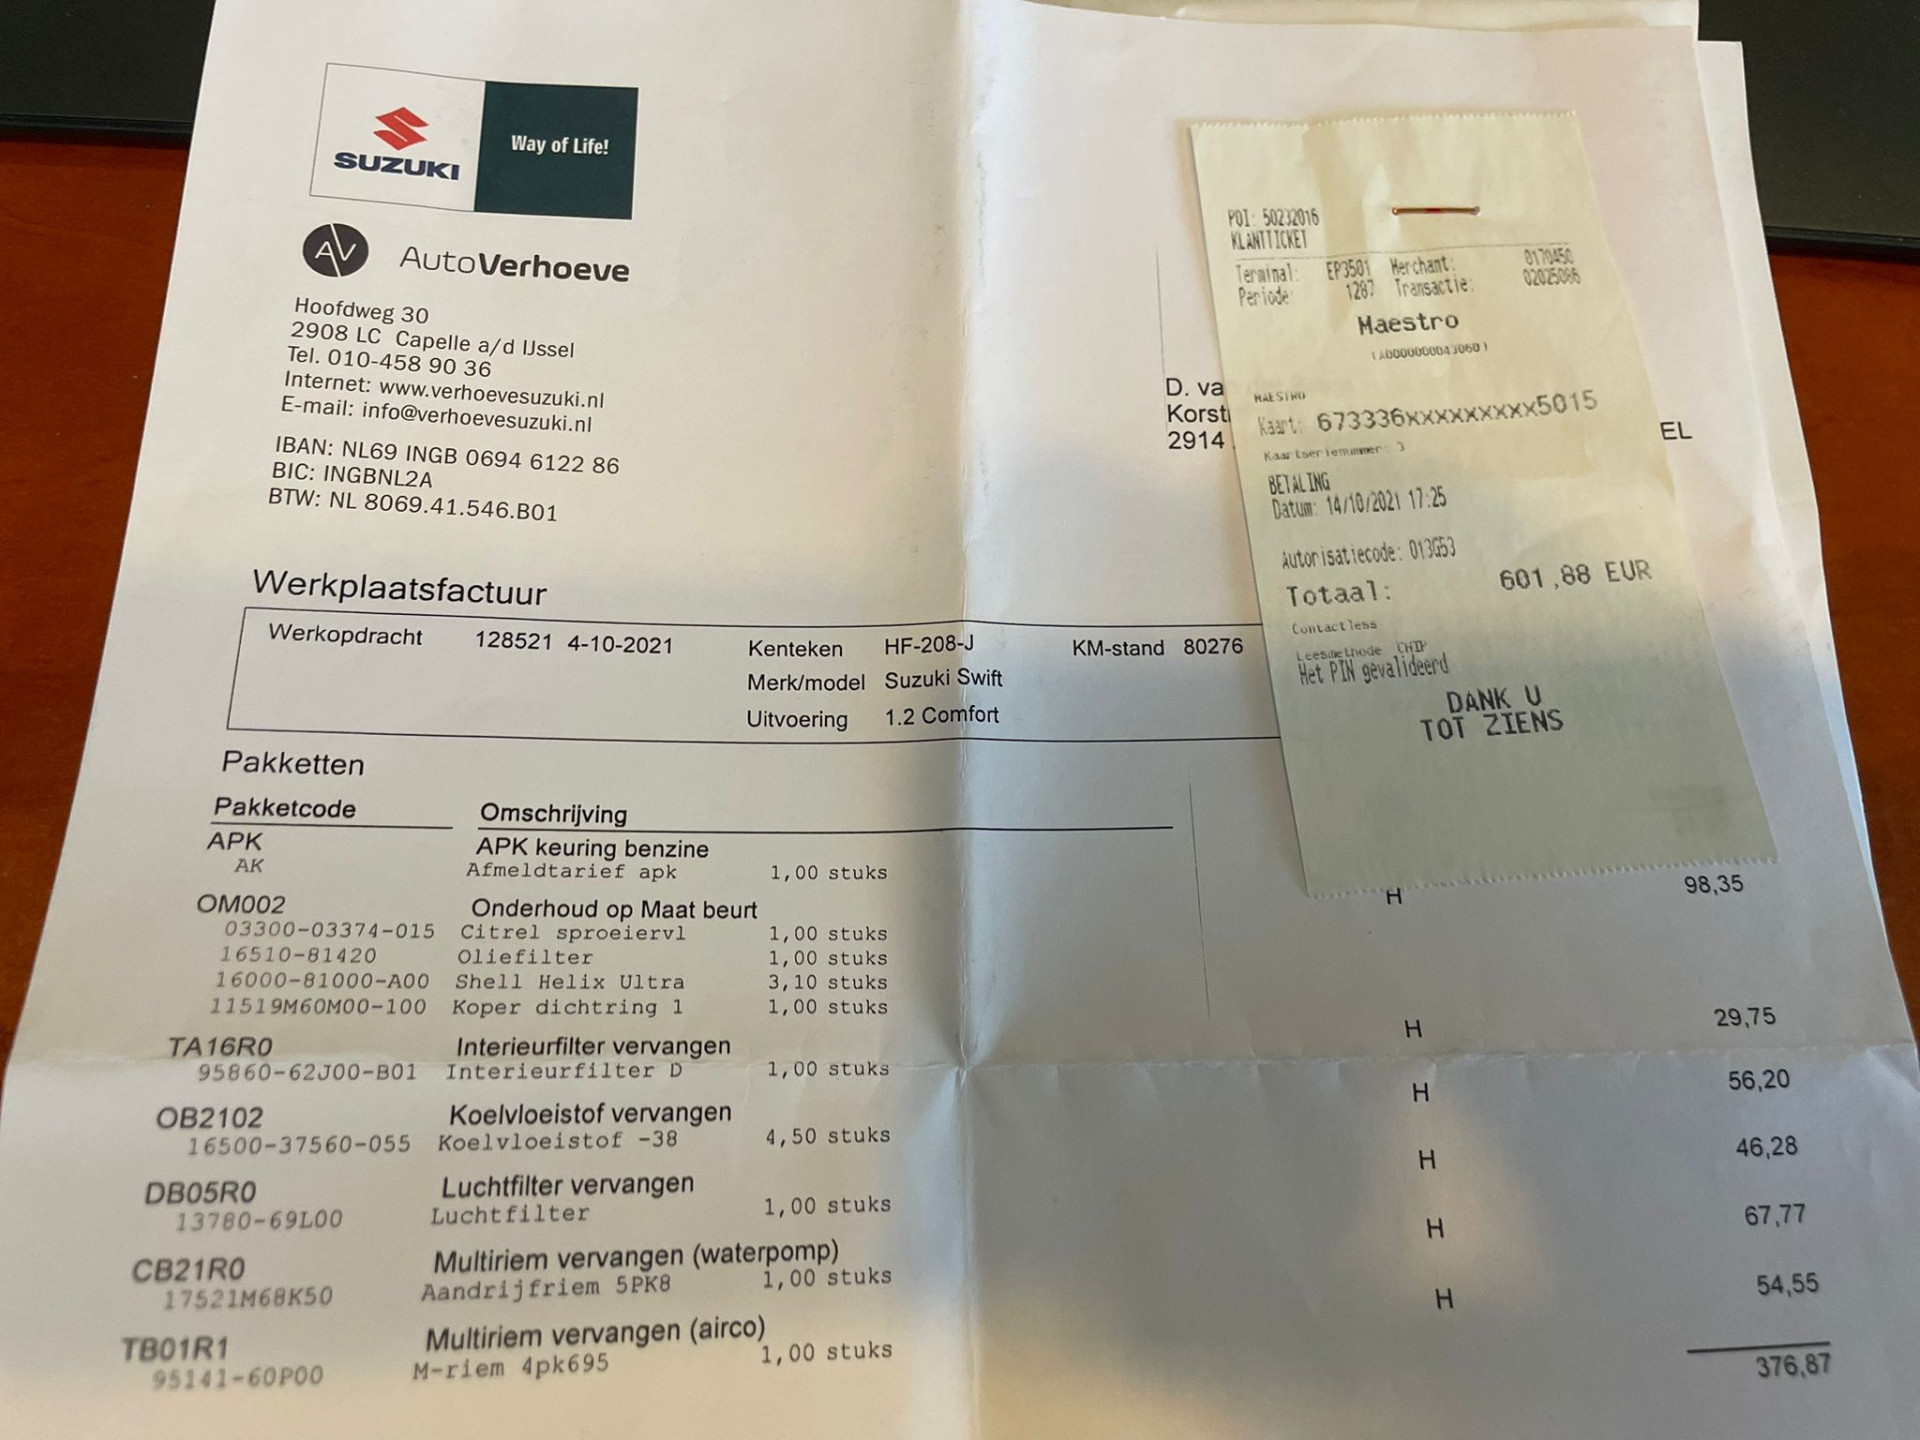 SUZUKI
Way of Life!
AV AutoVerhoeve
Hoofdweg 30
2908 LC Capelle a/d IJssel
Tel. 010-458 90 36
Internet: www.verhoevesuzuki.nl
E-mail: info@verhoevesuzuki.nl
IBAN: NL69 INGB 0694 6122 86
BIC: INGBNL2A
BTW: NL 8069.41.546.B01
D. va
Korst
2914
EL
POI: 50232016
KLANTTICKET
Terminal: EP3501 Merchant: 0170450
Periode: 1287 Transactie: 02025086
Maestro
(A0000000043060)
MAESTRO
Kaart: 673336xxxxxxxxx5015
Kaartserienummer: 3
BETALING
Datum: 14/10/2021 17:25
Autorisatiecode: 013G53
Totaal: 601,88 EUR
Contactless
Leesmethode CHIP
Met PIN gevalideerd
DANK U
TOT ZIENS
Werkplaatsfactuur
Werkopdracht 128521 4-10-2021 Kenteken HF-208-J KM-stand 80276
Merk/model Suzuki Swift
Uitvoering 1.2 Comfort
Pakketten
Pakketcode Omschrijving
APK APK keuring benzine
AK Afmeldtarief apk 1,00 stuks
H 98,35
OM002 Onderhoud op Maat beurt
03300-03374-015 Citrel sproeiervl 1,00 stuks
16510-81420 Oliefilter 1,00 stuks
16000-81000-A00 Shell Helix Ultra 3,10 stuks
11519M60M00-100 Koper dichtring 1 1,00 stuks
H 29,75
TA16R0 Interieurfilter vervangen
95860-62J00-B01 Interieurfilter D 1,00 stuks
H 56,20
OB2102 Koelvloeistof vervangen
16500-37560-055 Koelvloeistof -38 4,50 stuks
H 46,28
DB05R0 Luchtfilter vervangen
13780-69L00 Luchtfilter 1,00 stuks
H 67,77
CB21R0 Multiriem vervangen (waterpomp)
17521M68K50 Aandrijfriem 5PK8 1,00 stuks
H 54,55
TB01R1 Multiriem vervangen (airco)
95141-60P00 M-riem 4pk695 1,00 stuks
376,87